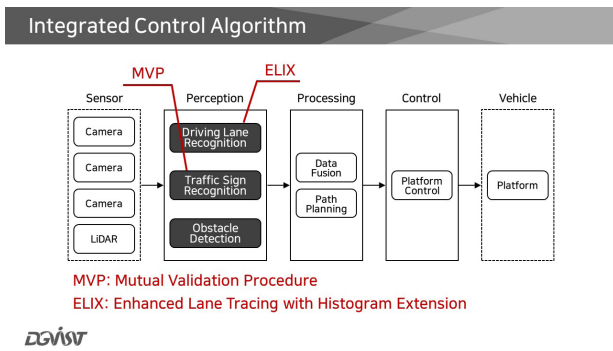 Integrated Control Algorithm
MVP
ELIX
Sensor
Perception
Processing
Control
Vehicle
Camera
Camera
Camera
LiDAR
Driving Lane
Recognition
Traffic Sign
Recognition
Obstacle
Detection
Data
Fusion
Path
Planning
Platform
Control
Platform
MVP: Mutual Validation Procedure
ELIX: Enhanced Lane Tracing with Histogram Extension
DGIST